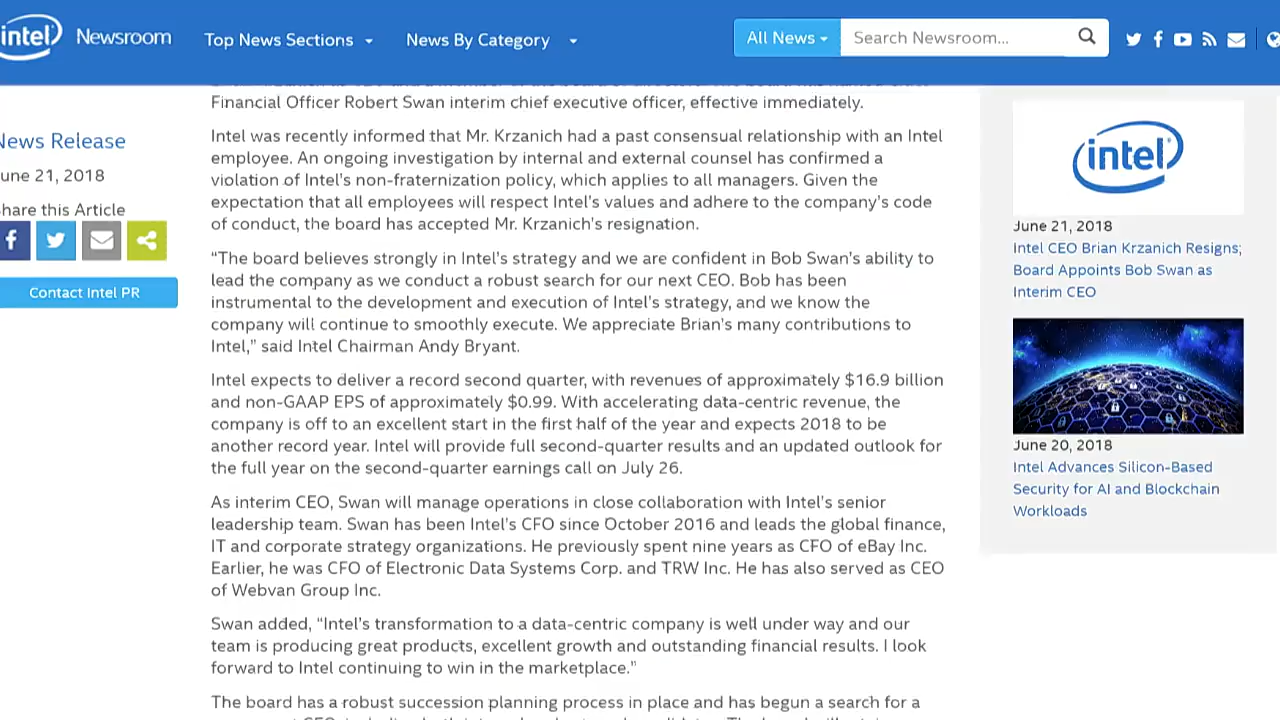 intel Newsroom
Top News Sections
News By Category
All News
Search Newsroom...
News Release
June 21, 2018
Share this Article
Contact Intel PR
Financial Officer Robert Swan interim chief executive officer, effective immediately.
Intel was recently informed that Mr. Krzanich had a past consensual relationship with an Intel
employee. An ongoing investigation by internal and external counsel has confirmed a
violation of Intel's non-fraternization policy, which applies to all managers. Given the
expectation that all employees will respect Intel's values and adhere to the company's code
of conduct, the board has accepted Mr. Krzanich's resignation.
“The board believes strongly in Intel's strategy and we are confident in Bob Swan's ability to
lead the company as we conduct a robust search for our next CEO. Bob has been
instrumental to the development and execution of Intel's strategy, and we know the
company will continue to smoothly execute. We appreciate Brian's many contributions to
Intel,” said Intel Chairman Andy Bryant.
Intel expects to deliver a record second quarter, with revenues of approximately $16.9 billion
and non-GAAP EPS of approximately $0.99. With accelerating data-centric revenue, the
company is off to an excellent start in the first half of the year and expects 2018 to be
another record year. Intel will provide full second-quarter results and an updated outlook for
the full year on the second-quarter earnings call on July 26.
As interim CEO, Swan will manage operations in close collaboration with Intel's senior
leadership team. Swan has been Intel's CFO since October 2016 and leads the global finance,
IT and corporate strategy organizations. He previously spent nine years as CFO of eBay Inc.
Earlier, he was CFO of Electronic Data Systems Corp. and TRW Inc. He has also served as CEO
of Webvan Group Inc.
Swan added, “Intel's transformation to a data-centric company is well under way and our
team is producing great products, excellent growth and outstanding financial results. I look
forward to Intel continuing to win in the marketplace.”
The board has a robust succession planning process in place and has begun a search for a
intel
June 21, 2018
Intel CEO Brian Krzanich Resigns;
Board Appoints Bob Swan as
Interim CEO
June 20, 2018
Intel Advances Silicon-Based
Security for AI and Blockchain
Workloads